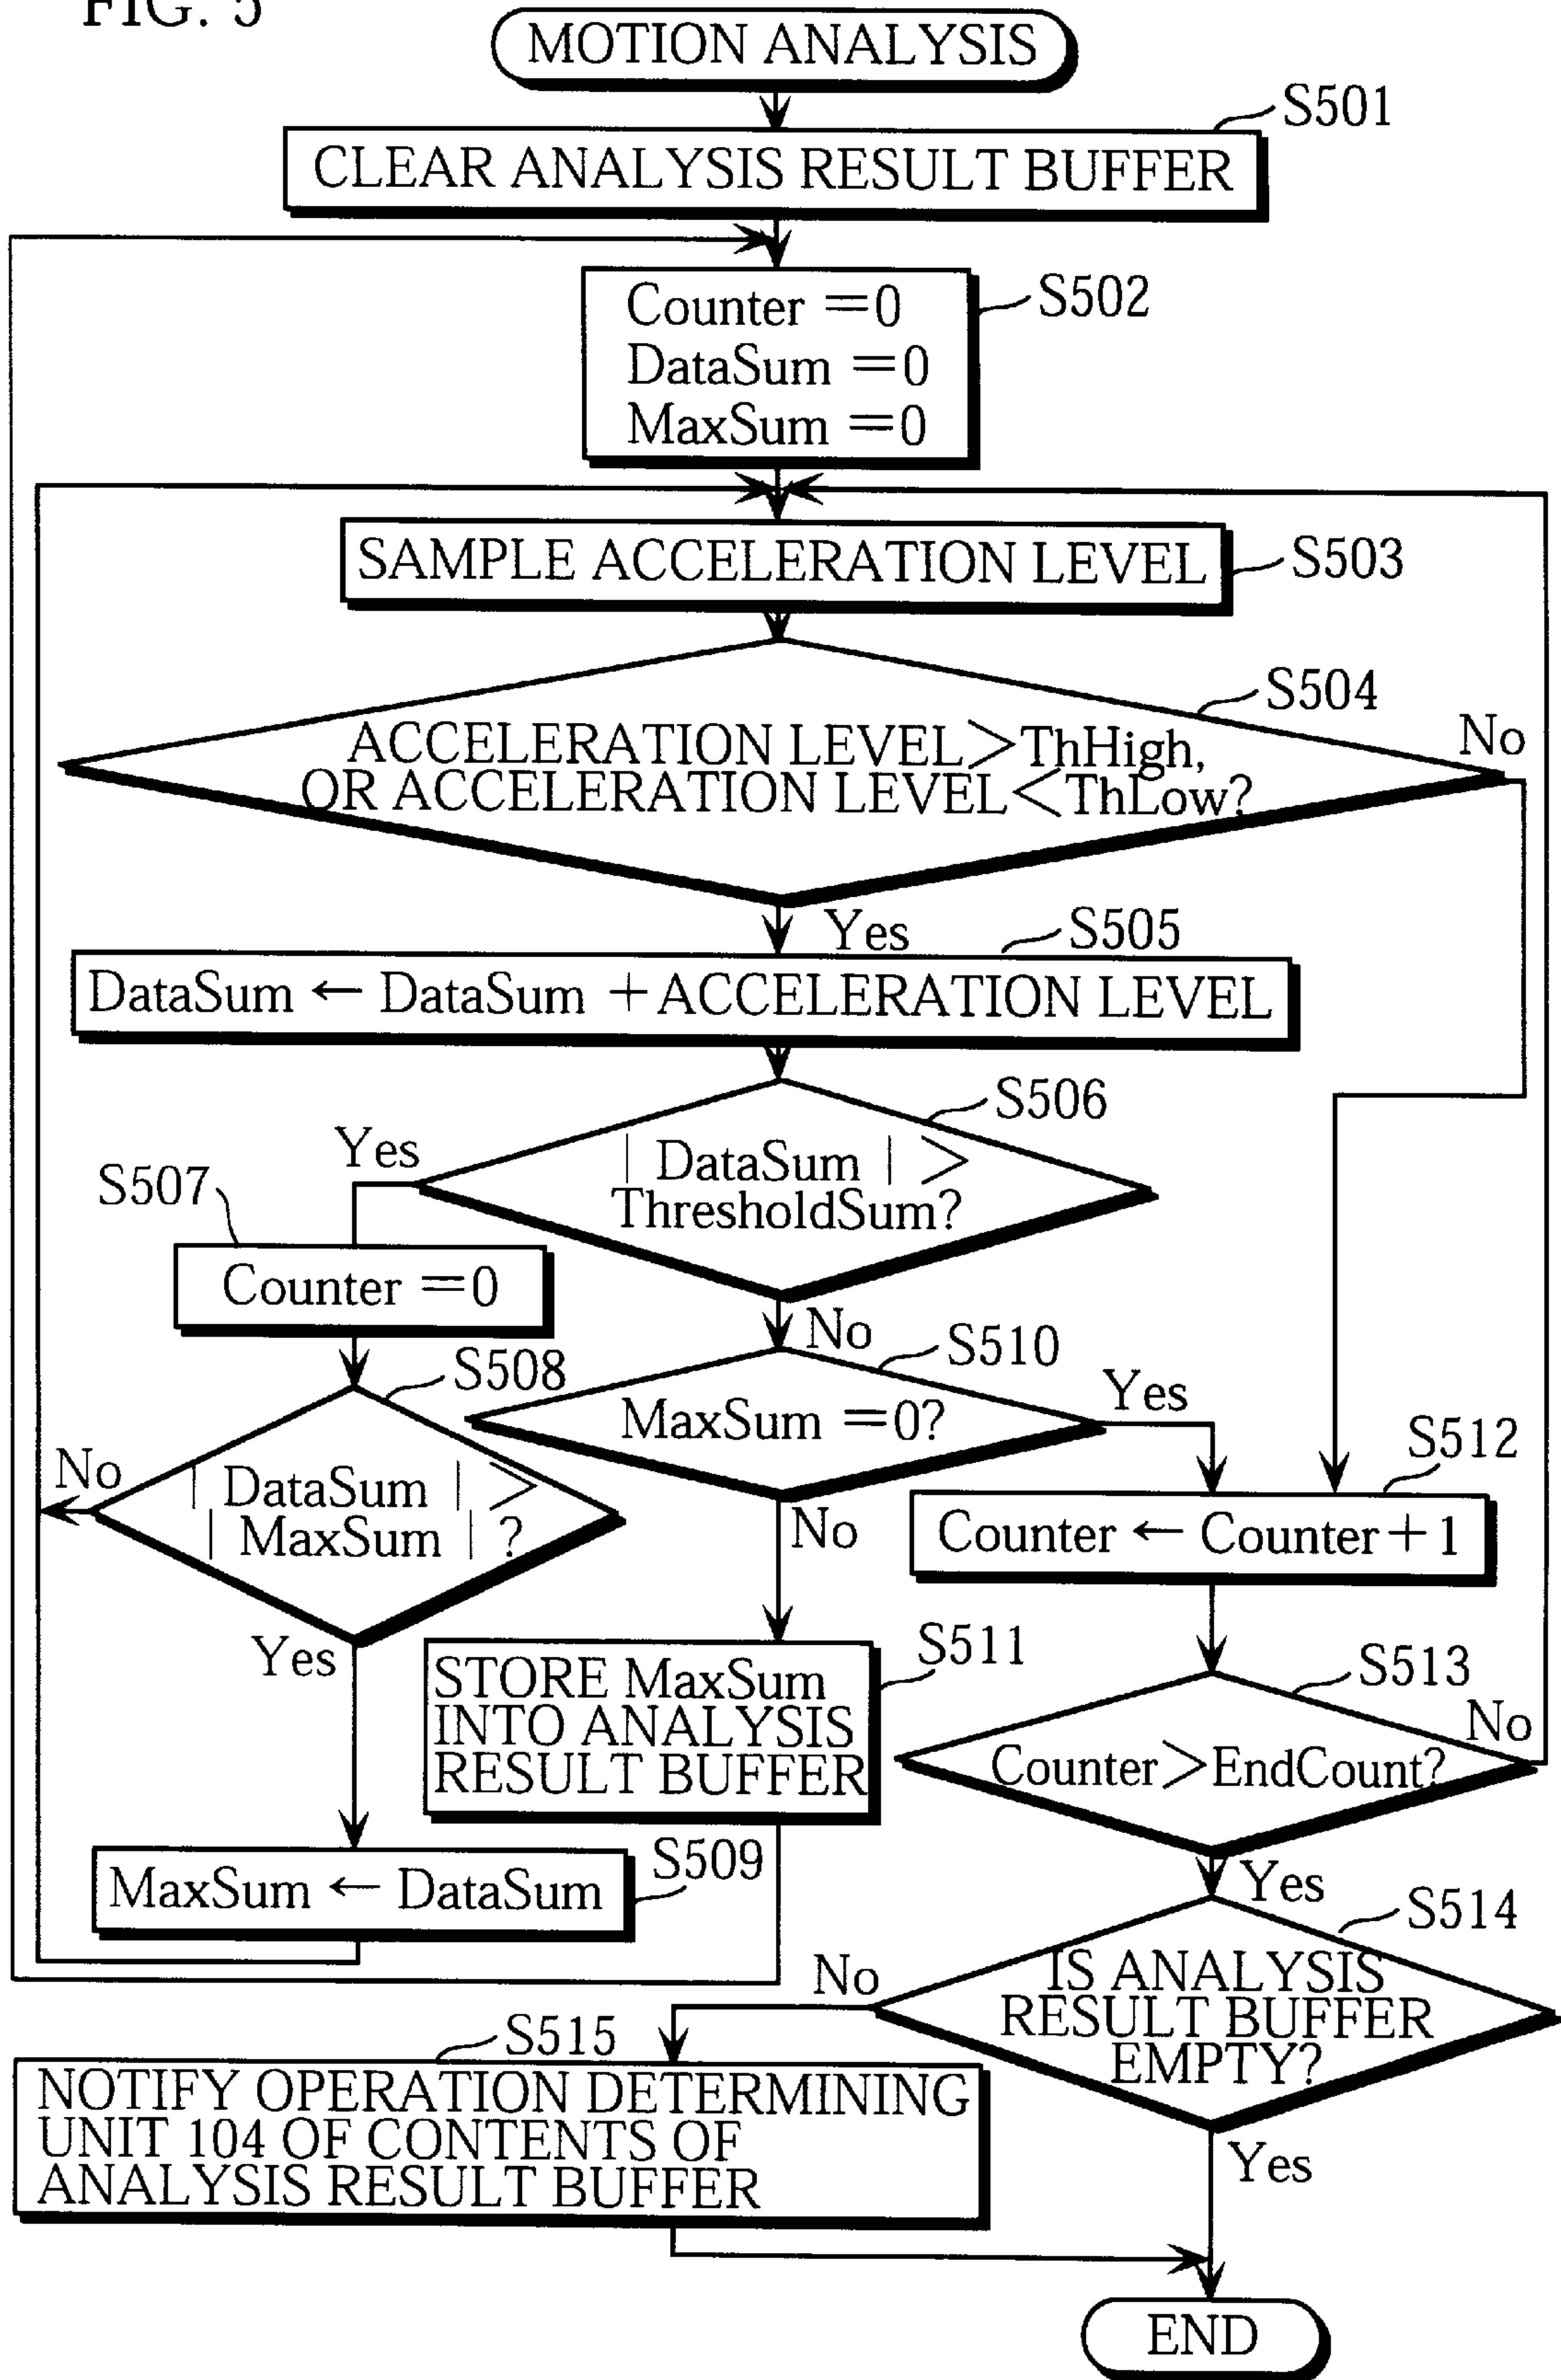 FIG. 5
MOTION ANALYSIS
S501
CLEAR ANALYSIS RESULT BUFFER
S502
Counter =0
DataSum =0
MaxSum =0
SAMPLE ACCELERATION LEVEL
S503
S504
No
ACCELERATION LEVEL>ThHigh,
OR ACCELERATION LEVEL<ThLow?
Yes
S505
DataSum ← DataSum +ACCELERATION LEVEL
S506
Yes
| DataSum | >
ThresholdSum?
S507
Counter =0
No
S510
S508
Yes
MaxSum =0?
S512
No
| DataSum | >
| MaxSum | ?
No
Counter ← Counter+1
Yes
S511
STORE MaxSum
INTO ANALYSIS
RESULT BUFFER
S513
No
Counter>EndCount?
S509
MaxSum ← DataSum
Yes
S514
No
IS ANALYSIS
RESULT BUFFER
EMPTY?
S515
NOTIFY OPERATION DETERMINING
UNIT 104 OF CONTENTS OF
ANALYSIS RESULT BUFFER
Yes
END